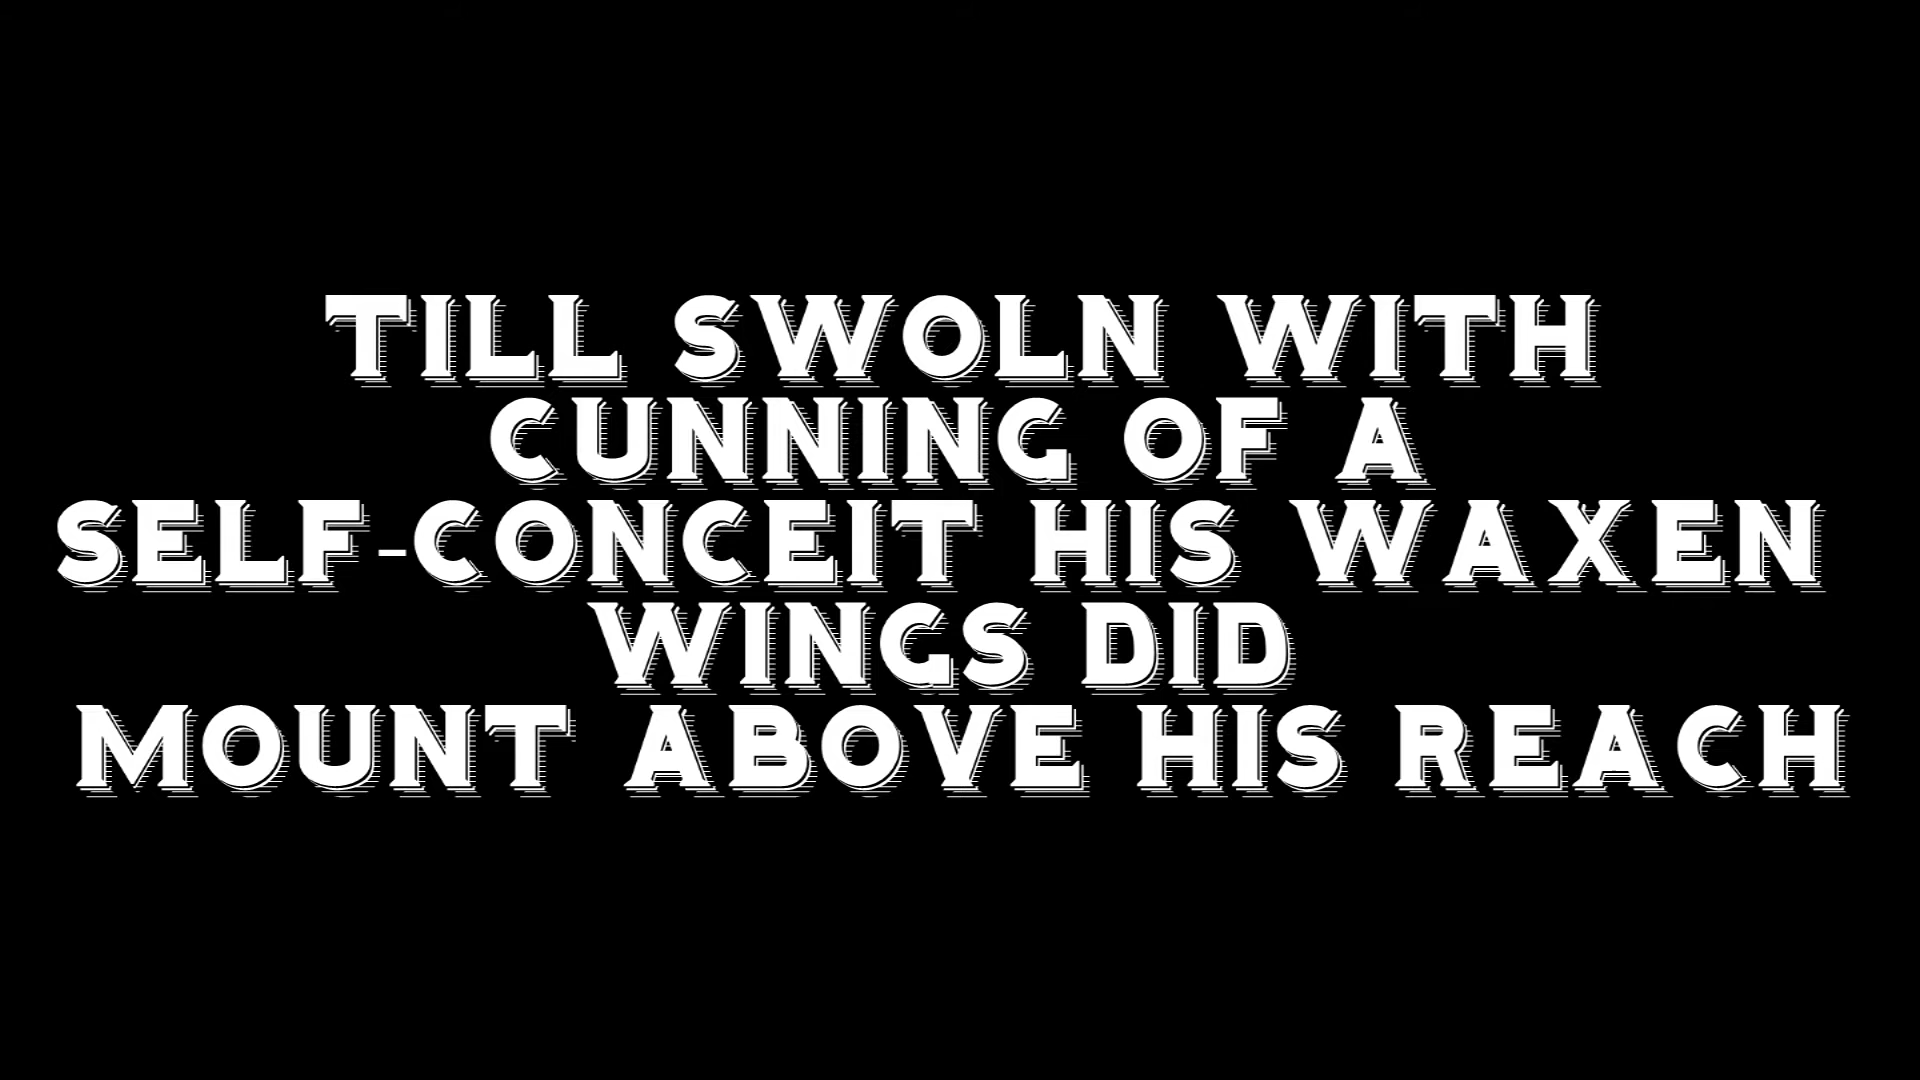 TILL SWOLN WITH
CUNNING OF A
SELF-CONCEIT HIS WAXEN
WINGS DID
MOUNT ABOVE HIS REACH